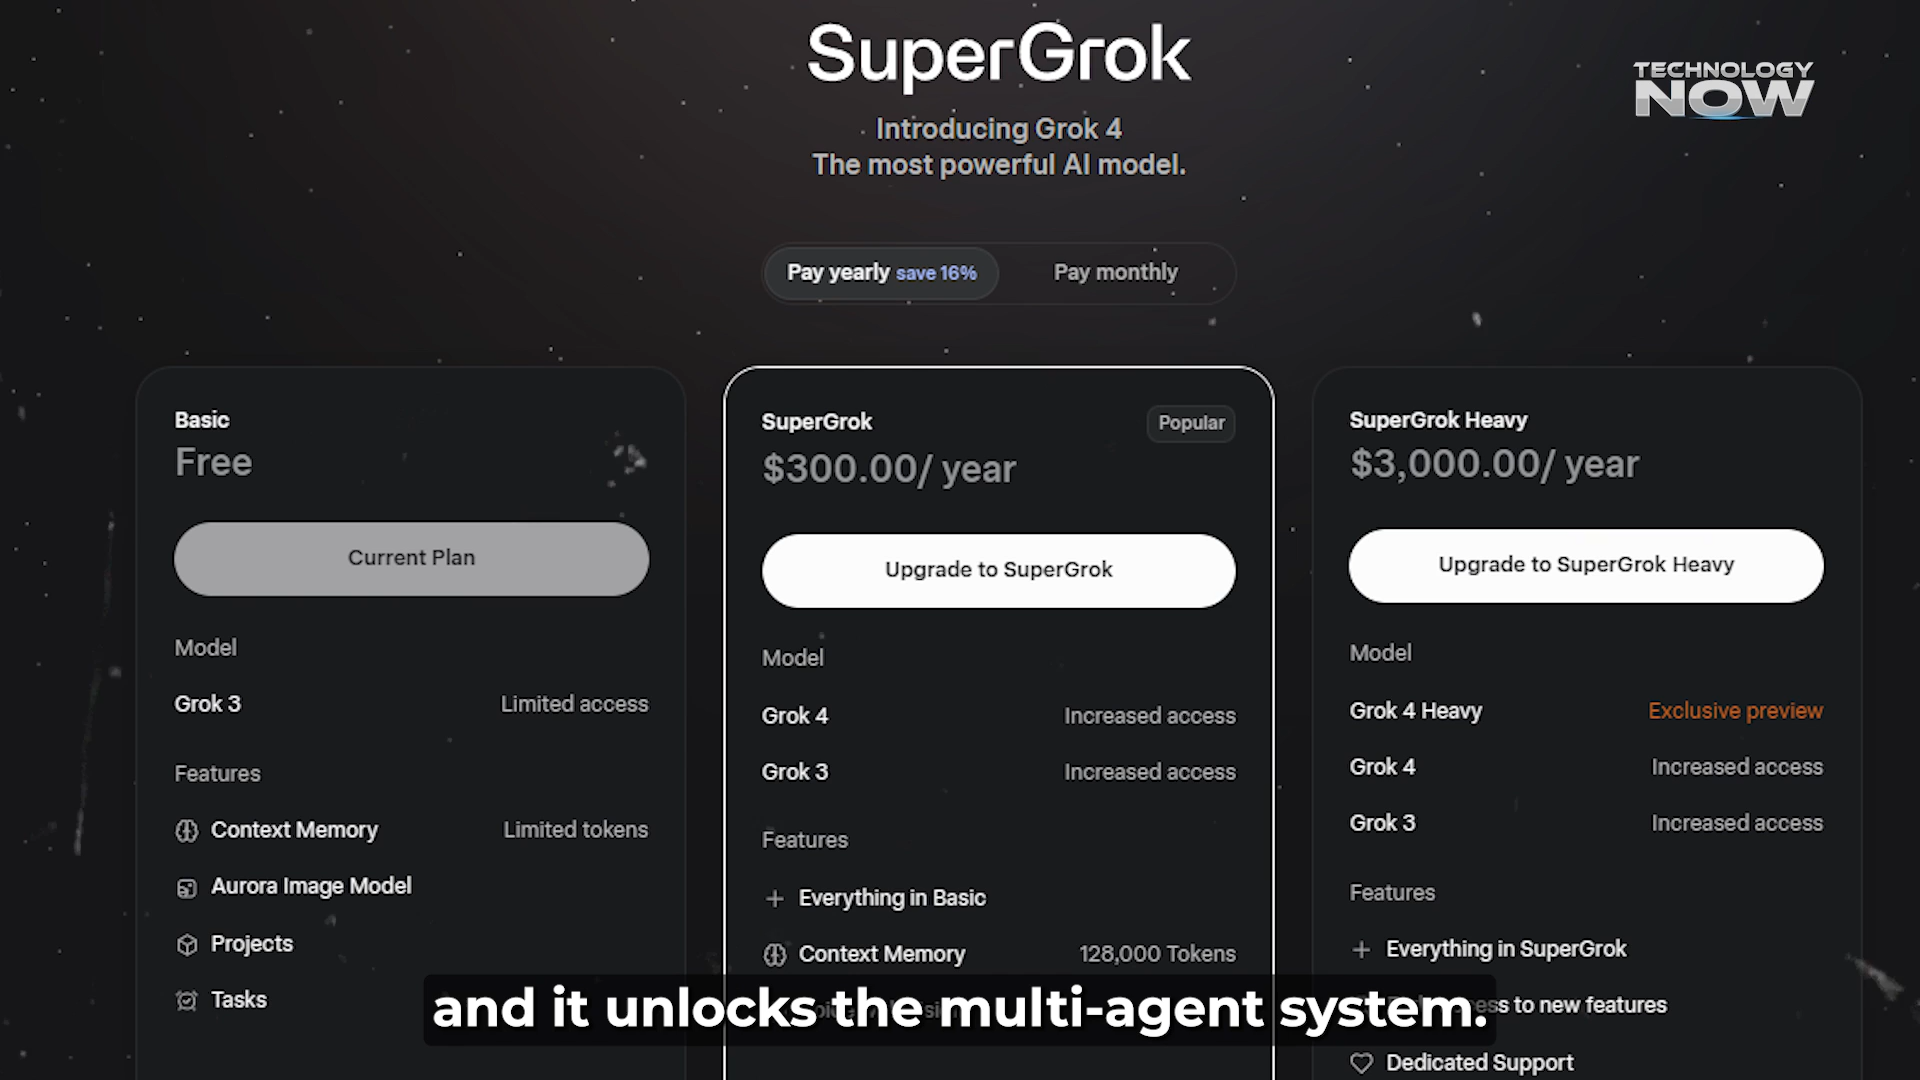 SuperGrok
TECHNOLOGY
NOW
Introducing Grok 4
The most powerful AI model.
Pay yearly save 16%
Pay monthly
Basic
Free
Current Plan
Model
Grok 3 Limited access
Features
Context Memory Limited tokens
Aurora Image Model
Projects
Tasks
SuperGrok Popular
$300.00/ year
Upgrade to SuperGrok
Model
Grok 4 Increased access
Grok 3 Increased access
Features
Everything in Basic
Context Memory 128,000 Tokens
SuperGrok Heavy
$3,000.00/ year
Upgrade to SuperGrok Heavy
Model
Grok 4 Heavy Exclusive preview
Grok 4 Increased access
Grok 3 Increased access
Features
Everything in SuperGrok
to new features
Dedicated Support
and it unlocks the multi-agent system.